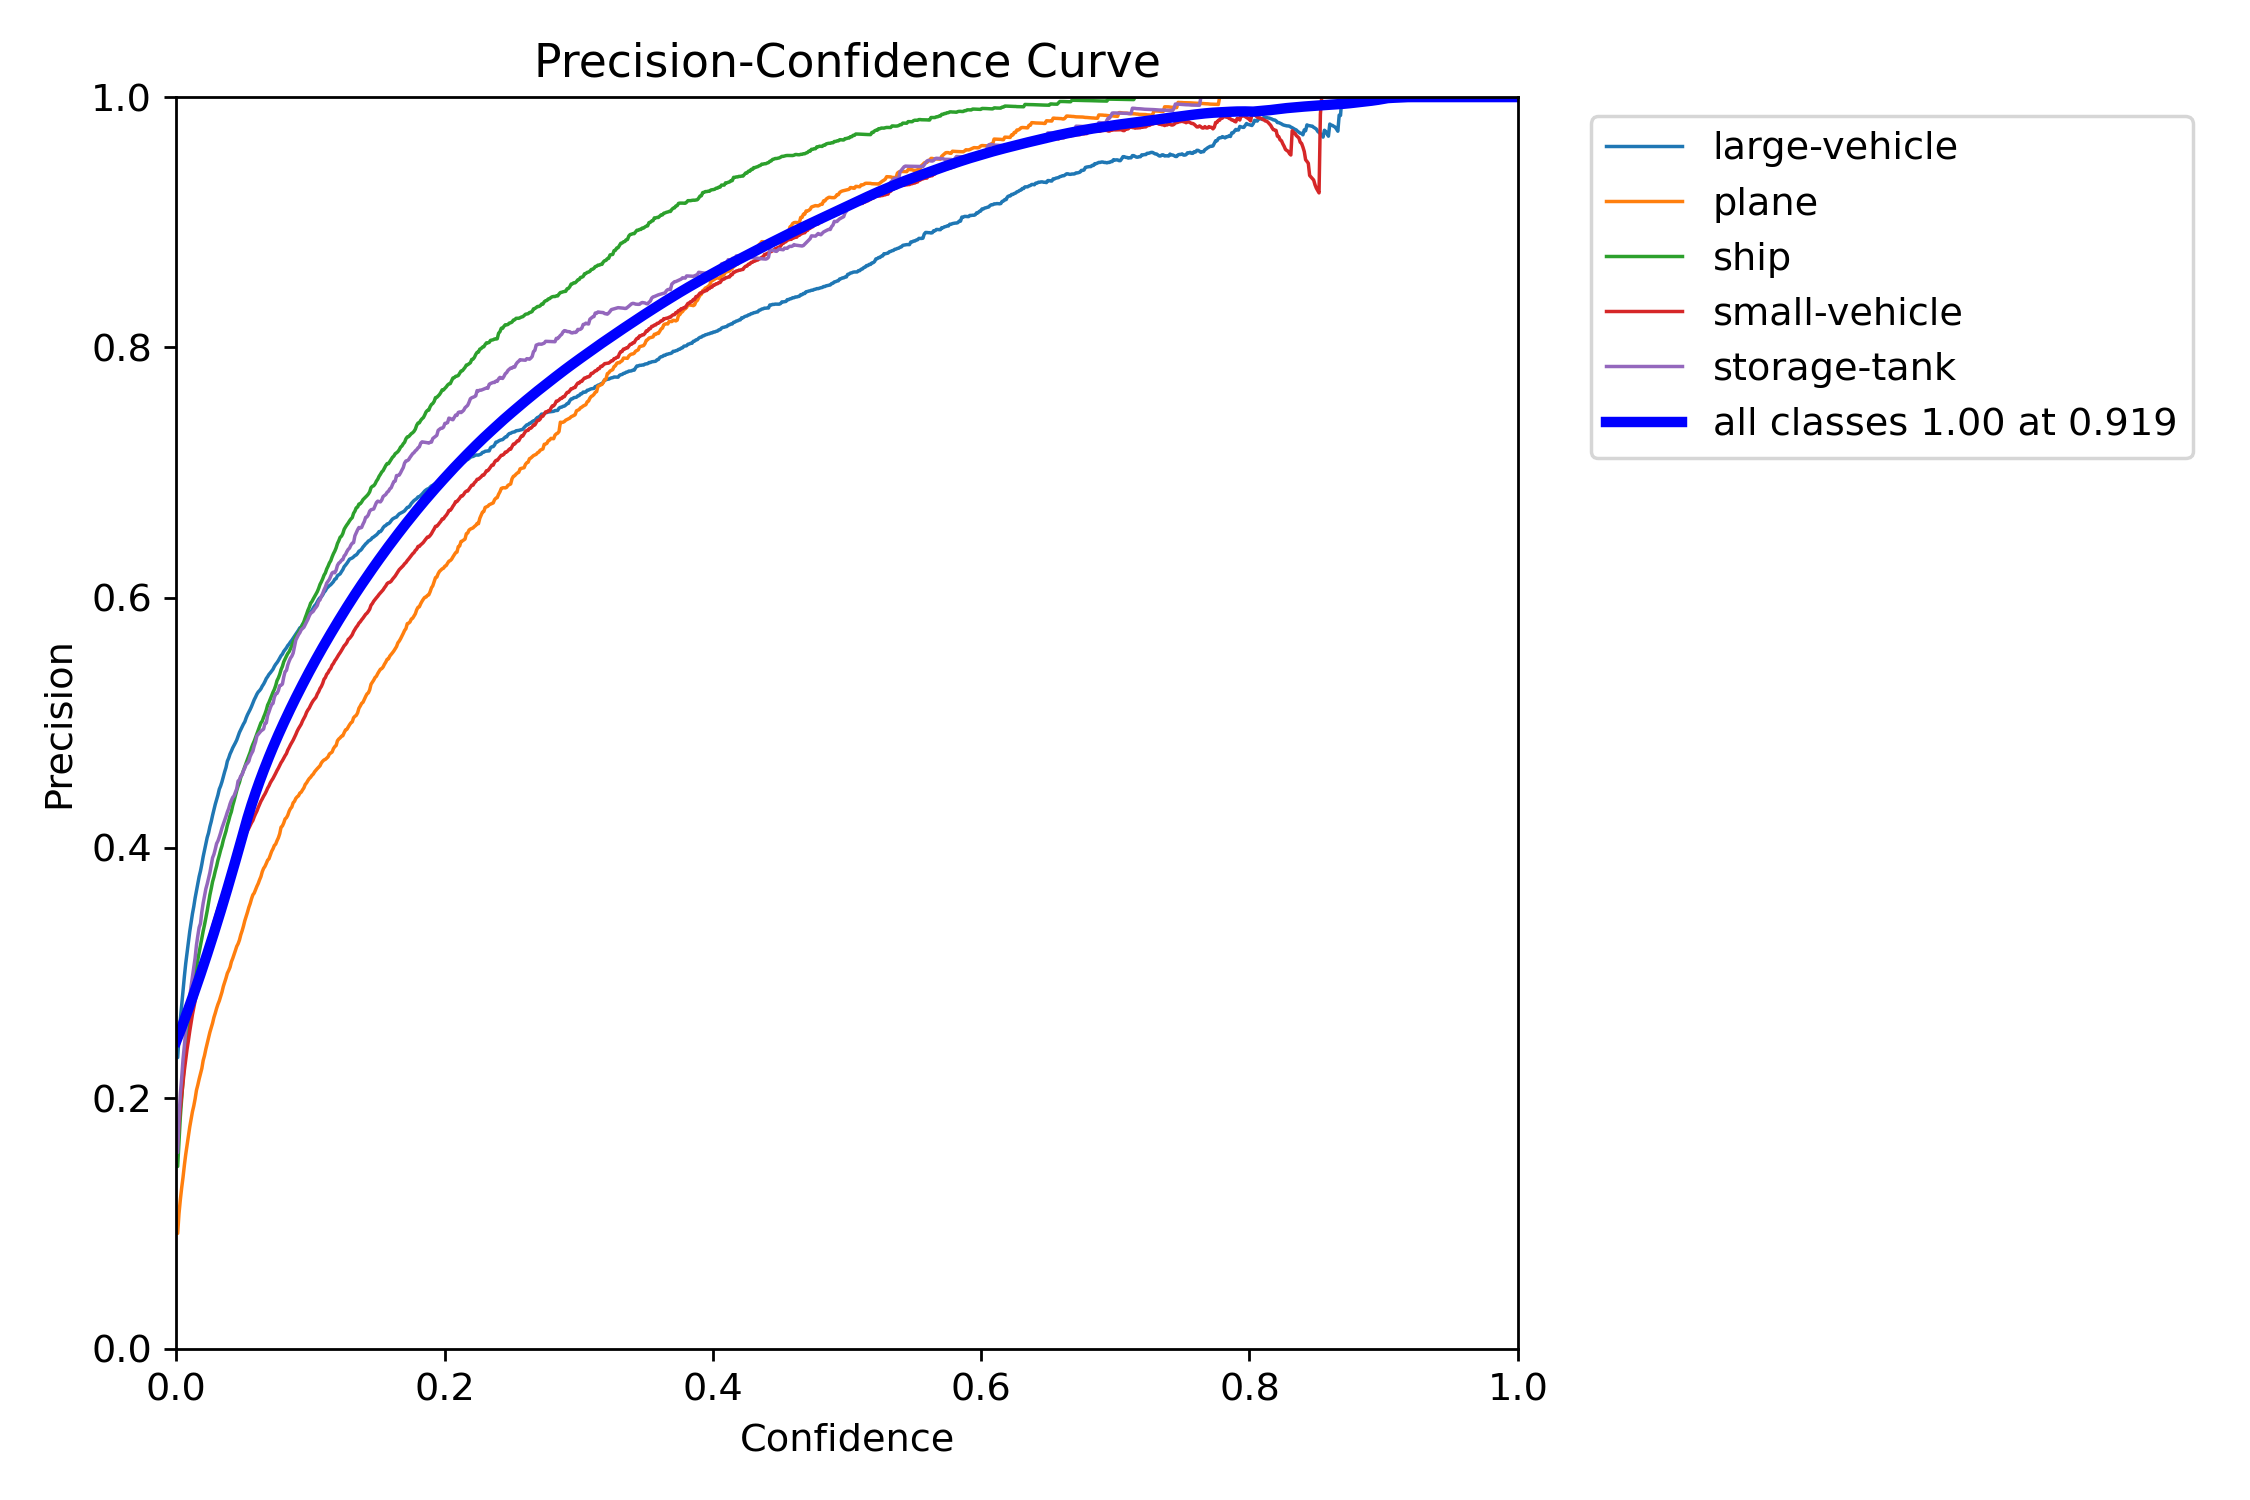 Precision-Confidence Curve
1.0
0.8
0.6
0.4
0.2
0.0
Precision
0.0 0.2 0.4 0.6 0.8 1.0
Confidence
large-vehicle
plane
ship
small-vehicle
storage-tank
all classes 1.00 at 0.919